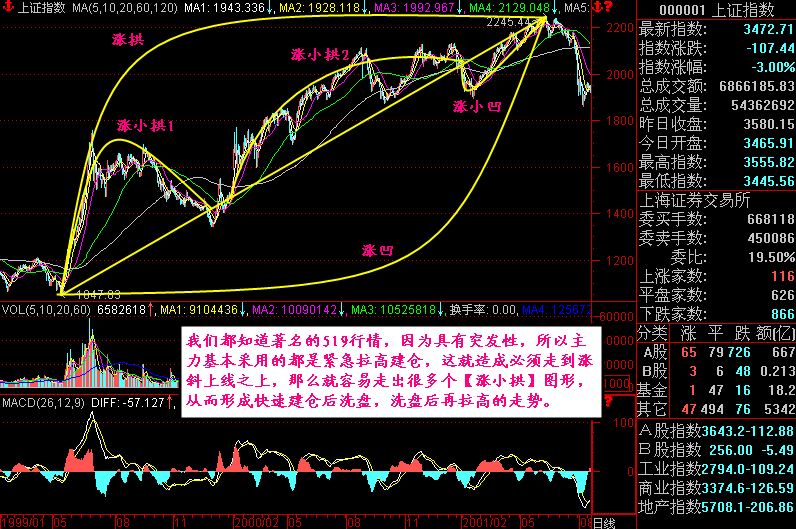 上证指数 MA(5,10,20,60,120) MA1: 1943.336↓ MA2: 1928.118↓ MA3: 1992.967↓ MA4: 2129.048↓ MA5:
2245.44
涨拱
涨小拱1
涨小拱2
涨小凹
涨凹
1047.83
2200
2000
1800
1600
1400
1200
VOL(5,10,20,60) 6582618↑ MA1: 9104436↓ MA2: 10090142↓ MA3: 10525818↓ 换手率: 0.00, MA4: 125672
60000
我们都知道著名的519行情，因为具有突发性，所以主
力基本采用的都是紧急拉高建仓，这就造成必须走到涨
斜上线之上，那么就容易走出很多个【涨小拱】图形，
从而形成快速建仓后洗盘，洗盘后再拉高的走势。
MACD(26,12,9) DIFF: -57.127↑
100
0
1999/01 05 08 11 2000/02 05 08 11 2001/02 05 08 日线
000001 上证指数
最新指数: 3472.71
指数涨跌: -107.44
指数涨幅: -3.00%
总成交额: 6866185.83
总成交量: 54362692
昨日收盘: 3580.15
今日开盘: 3465.91
最高指数: 3555.82
最低指数: 3445.56
上海证券交易所
委买手数: 668118
委卖手数: 450086
委比: 19.50%
上涨家数: 116
平盘家数: 626
下跌家数: 866
分类 涨 平 跌 额(亿)
A股 65 79 726 667
B股 3 6 48 0.213
基金 1 47 16 18.2
其它 47 494 76 5342
A股指数 3643.2 -112.88
B股指数 256.00 -5.49
工业指数 2794.0 -109.24
商业指数 3374.6 -126.59
地产指数 5708.1 -206.86